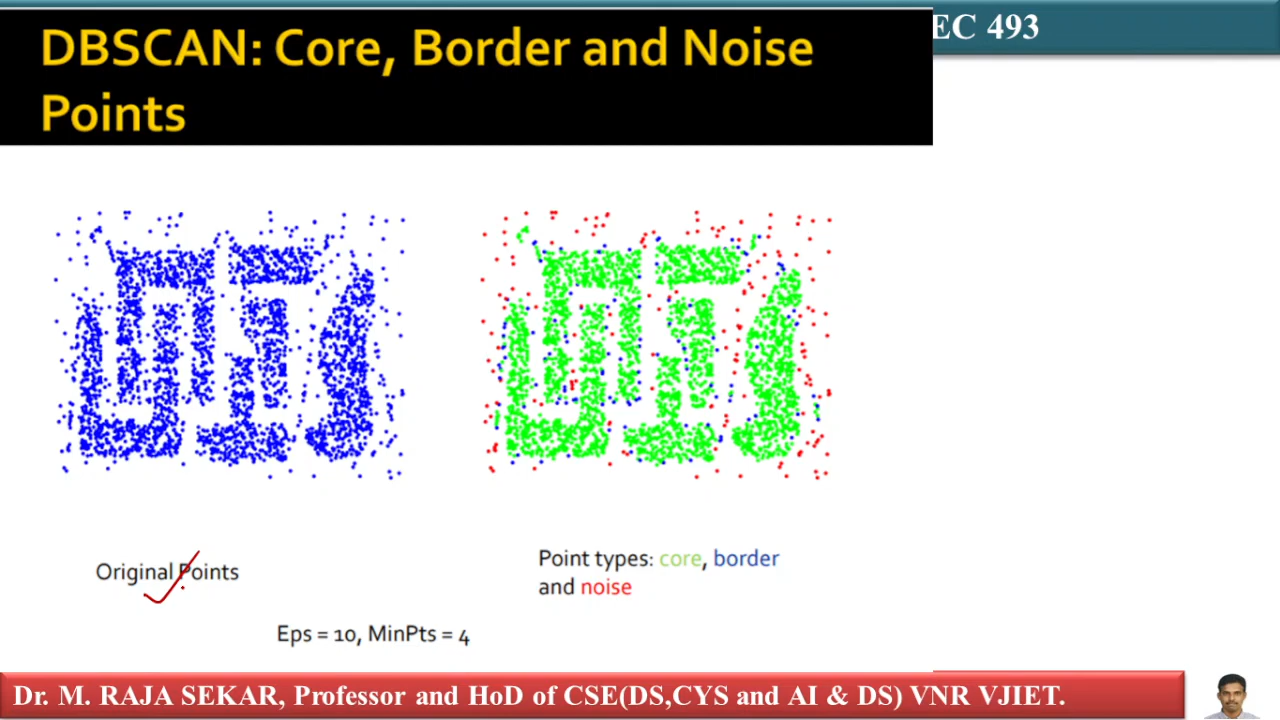 EC 493
DBSCAN: Core, Border and Noise
Points
Original Points
Point types: core, border
and noise
Eps = 10, MinPts = 4
Dr. M. RAJA SEKAR, Professor and HoD of CSE(DS,CYS and AI & DS) VNR VJIET.